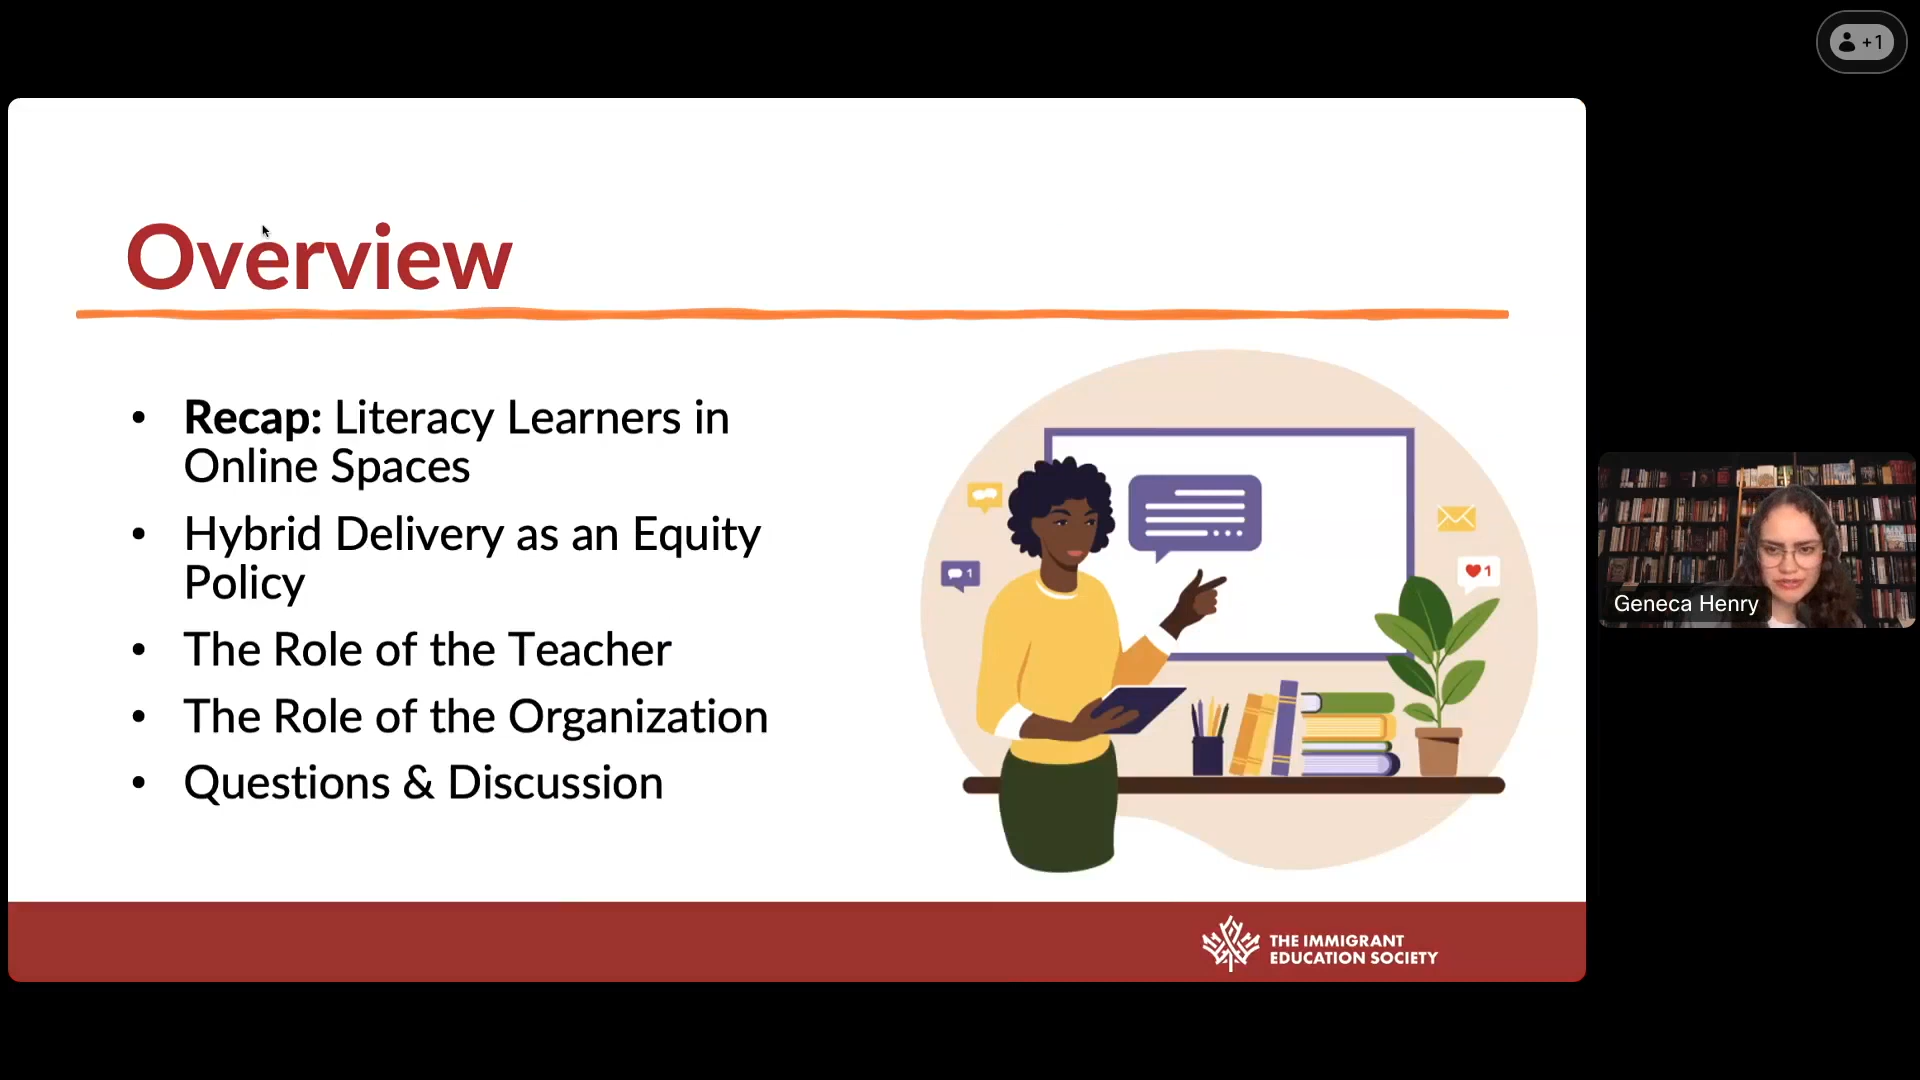 +1
Overview
• Recap: Literacy Learners in
Online Spaces
• Hybrid Delivery as an Equity
Policy
• The Role of the Teacher
• The Role of the Organization
• Questions & Discussion
1
1
Geneca Henry
THE IMMIGRANT
EDUCATION SOCIETY